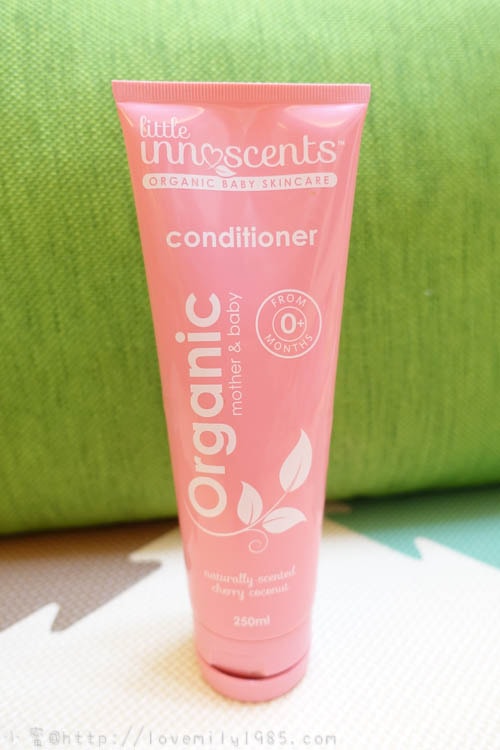 little
innoscents™
ORGANIC BABY SKINCARE
conditioner
Organic
mother & baby
FROM
0+
MONTHS
naturally scented
cherry coconut
250ml
小蜜@http://lovemily1985.com